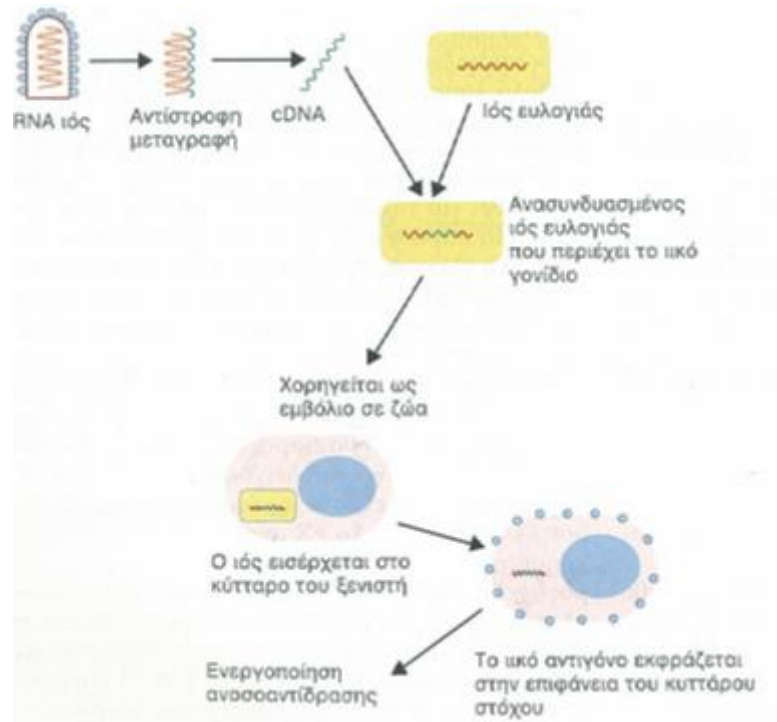 RNA ιός
Αντίστροφη
μεταγραφή
cDNA
Ιός ευλογιάς
Ανασυνδυασμένος
ιός ευλογιάς
που περιέχει το ιικό
γονίδιο
Χορηγείται ως
εμβόλιο σε ζώα
Ο ιός εισέρχεται στο
κύτταρο του ξενιστή
Το ιικό αντιγόνο εκφράζεται
στην επιφάνεια του κυττάρου
στόχου
Ενεργοποίηση
ανοσοαντίδρασης